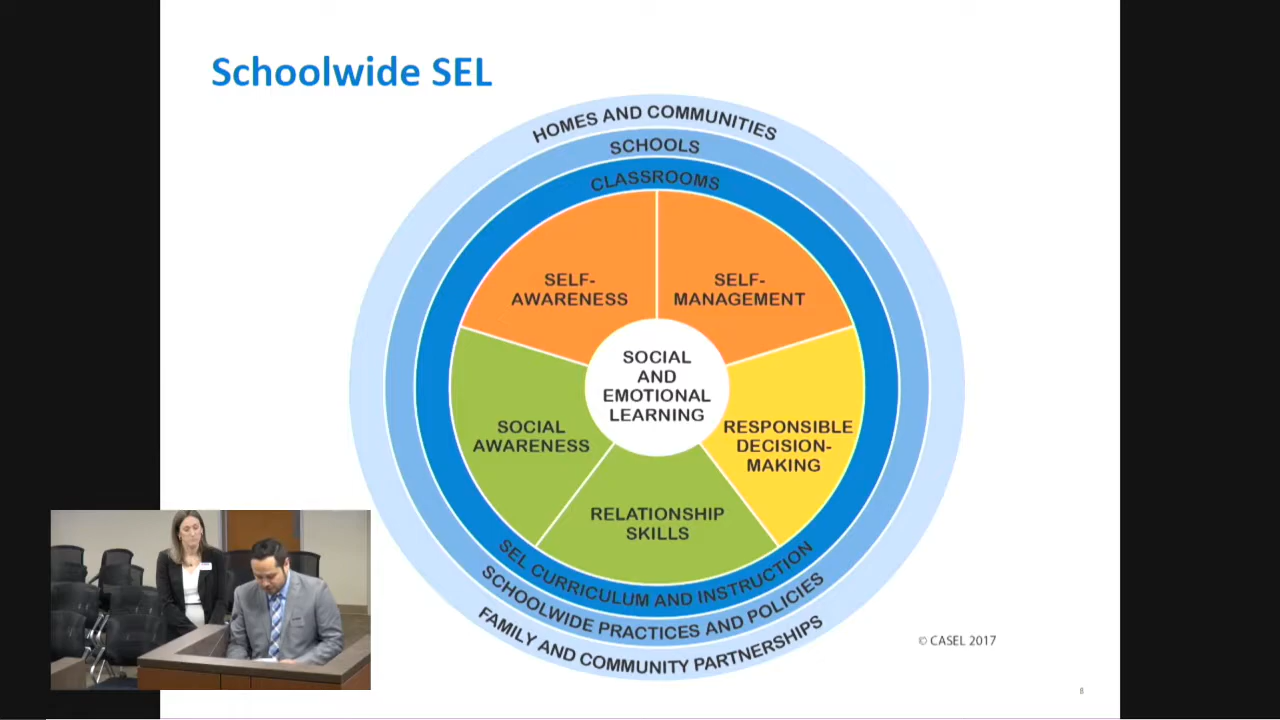 Schoolwide SEL
HOMES AND COMMUNITIES
SCHOOLS
CLASSROOMS
SELF-
AWARENESS
SELF-
MANAGEMENT
SOCIAL
AND
EMOTIONAL
LEARNING
SOCIAL
AWARENESS
RESPONSIBLE
DECISION-
MAKING
RELATIONSHIP
SKILLS
SEL CURRICULUM AND INSTRUCTION
SCHOOLWIDE PRACTICES AND POLICIES
FAMILY AND COMMUNITY PARTNERSHIPS
© CASEL 2017
8